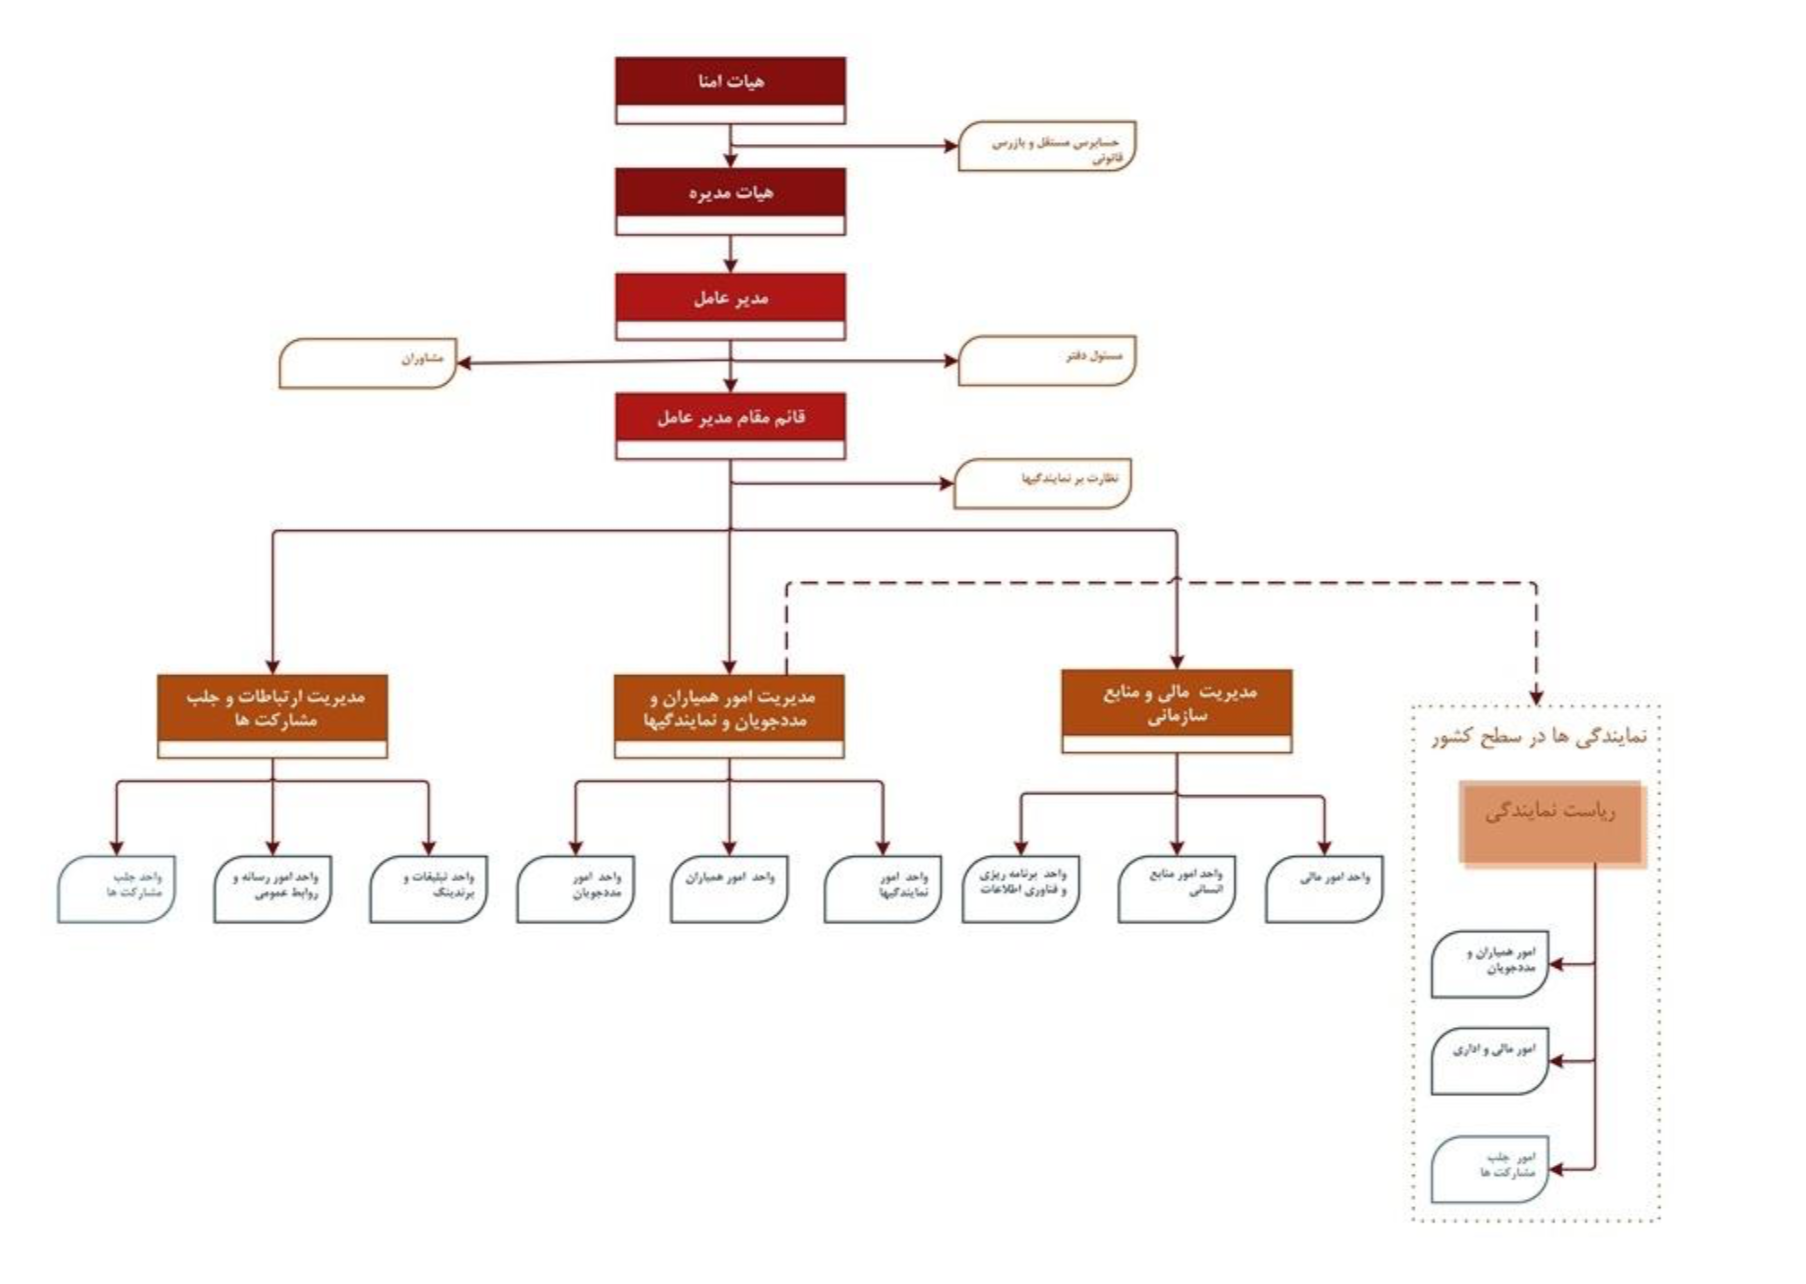 هیات امنا
حسابرس مستقل و بازرس
قانونی
هیات مدیره
مدیر عامل
مسئول دفتر
مشاوران
قائم مقام مدیر عامل
نظارت بر نمایندگیها
مدیریت مالی و منابع
سازمانی
مدیریت امور همیاران و
مددجویان و نمایندگیها
مدیریت ارتباطات و جلب
مشارکت ها
نمایندگی ها در سطح کشور
ریاست نمایندگی
واحد امور مالی
واحد امور منابع
انسانی
واحد برنامه ریزی
و فناوری اطلاعات
واحد امور
نمایندگیها
واحد امور همیاران
واحد امور
مددجویان
واحد تبلیغات و
برندینگ
واحد امور رسانه و
روابط عمومی
واحد جلب
مشارکت ها
امور همیاران و
مددجویان
امور مالی و اداری
امور جلب
مشارکت ها